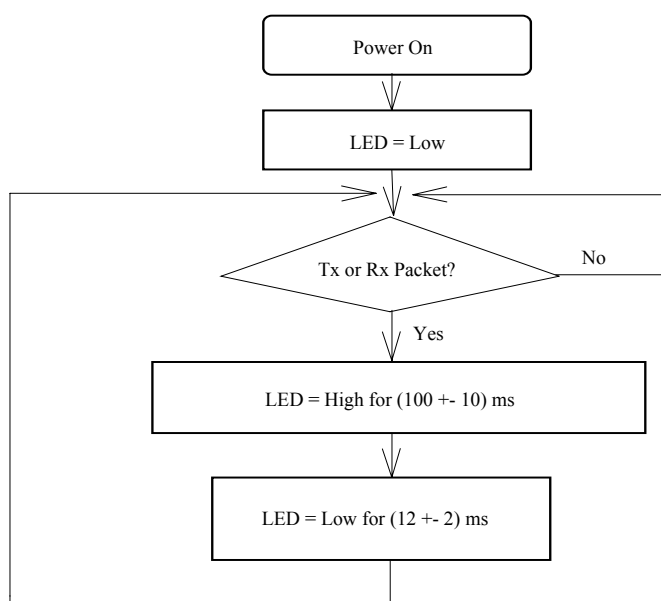 Power On
LED = Low
Tx or Rx Packet?
No
Yes
LED = High for (100 +- 10) ms
LED = Low for (12 +- 2) ms